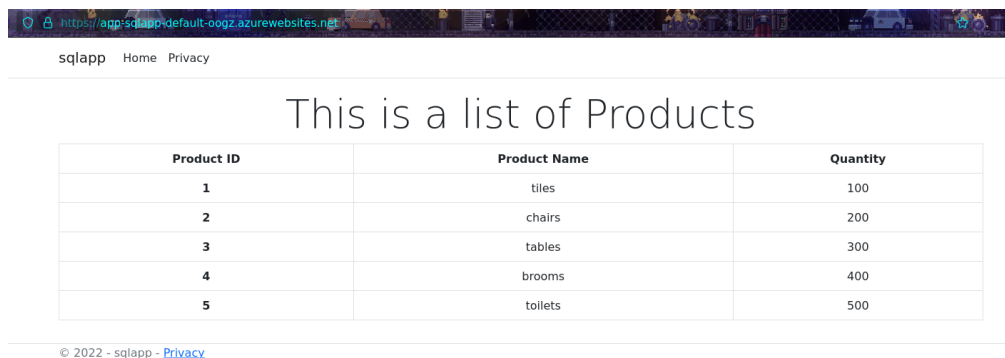 https://app-sqlapp-default-oogz.azurewebsites.net
sqlapp Home Privacy
This is a list of Products
Product ID Product Name Quantity
1 tiles 100
2 chairs 200
3 tables 300
4 brooms 400
5 toilets 500
© 2022 - sqlapp - Privacy